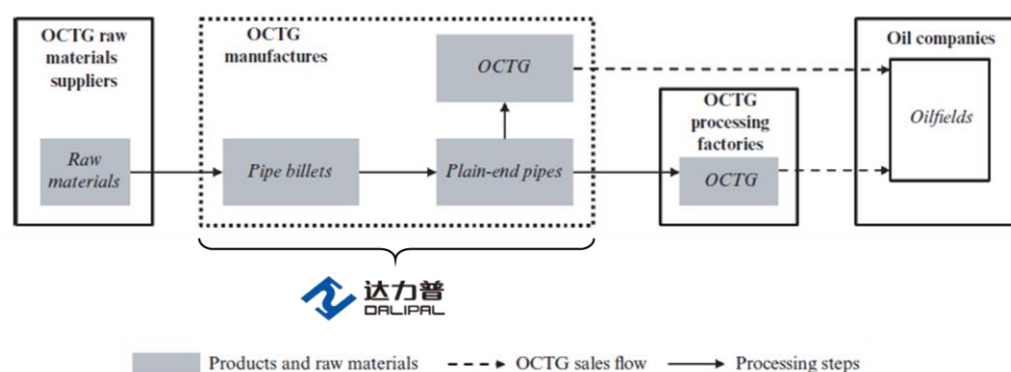 OCTG raw
materials
suppliers
Raw
materials
OCTG
manufactures
OCTG
Pipe billets
Plain-end pipes
OCTG
processing
factories
OCTG
Oil companies
Oilfields
达力普
DALIPAL
Products and raw materials
OCTG sales flow
Processing steps